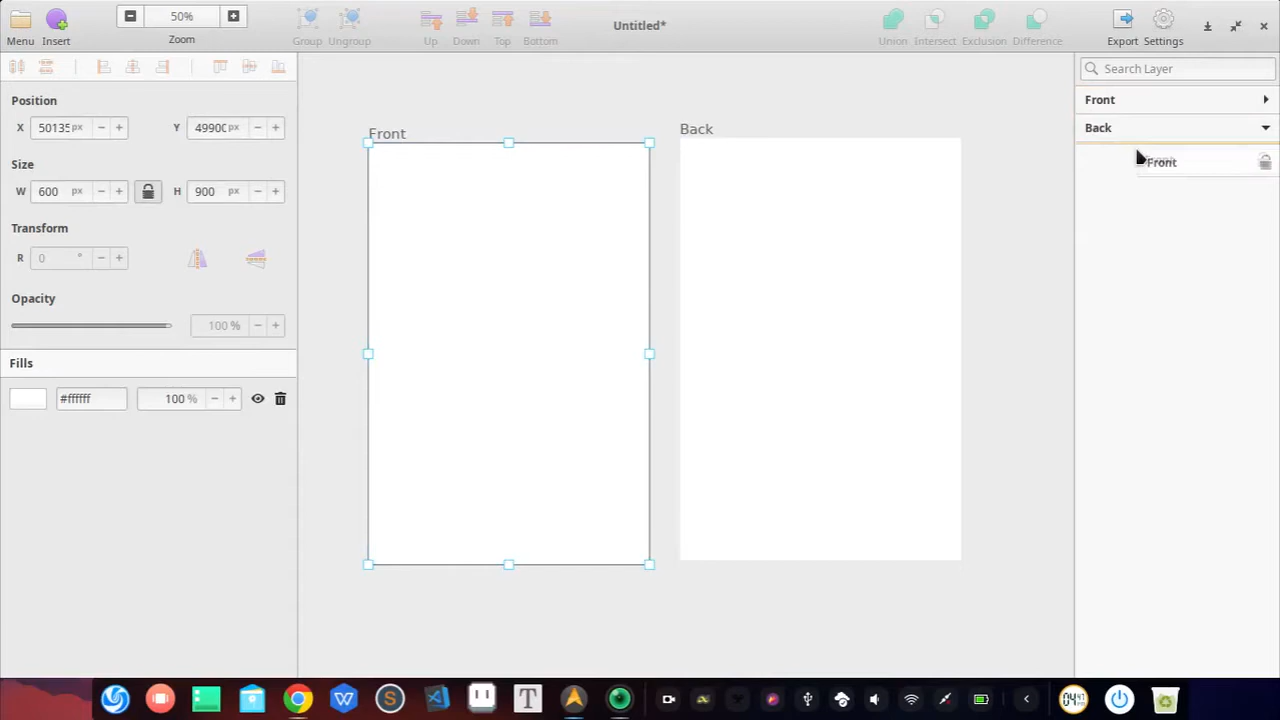 Menu Insert 50% Zoom Group Ungroup Up Down Top Bottom Untitled* Union Intersect Exclusion Difference Export Settings
Search Layer
Position
X 50135 px Y 49900 px
Size
W 600 px H 900 px
Transform
R 0 °
Opacity
100 %
Fills
#ffffff 100 %
Front
Back
Front
Back
Front